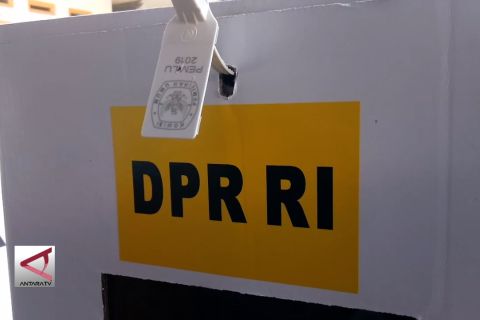 PEMILU
2019
DPR RI
ANTARATV